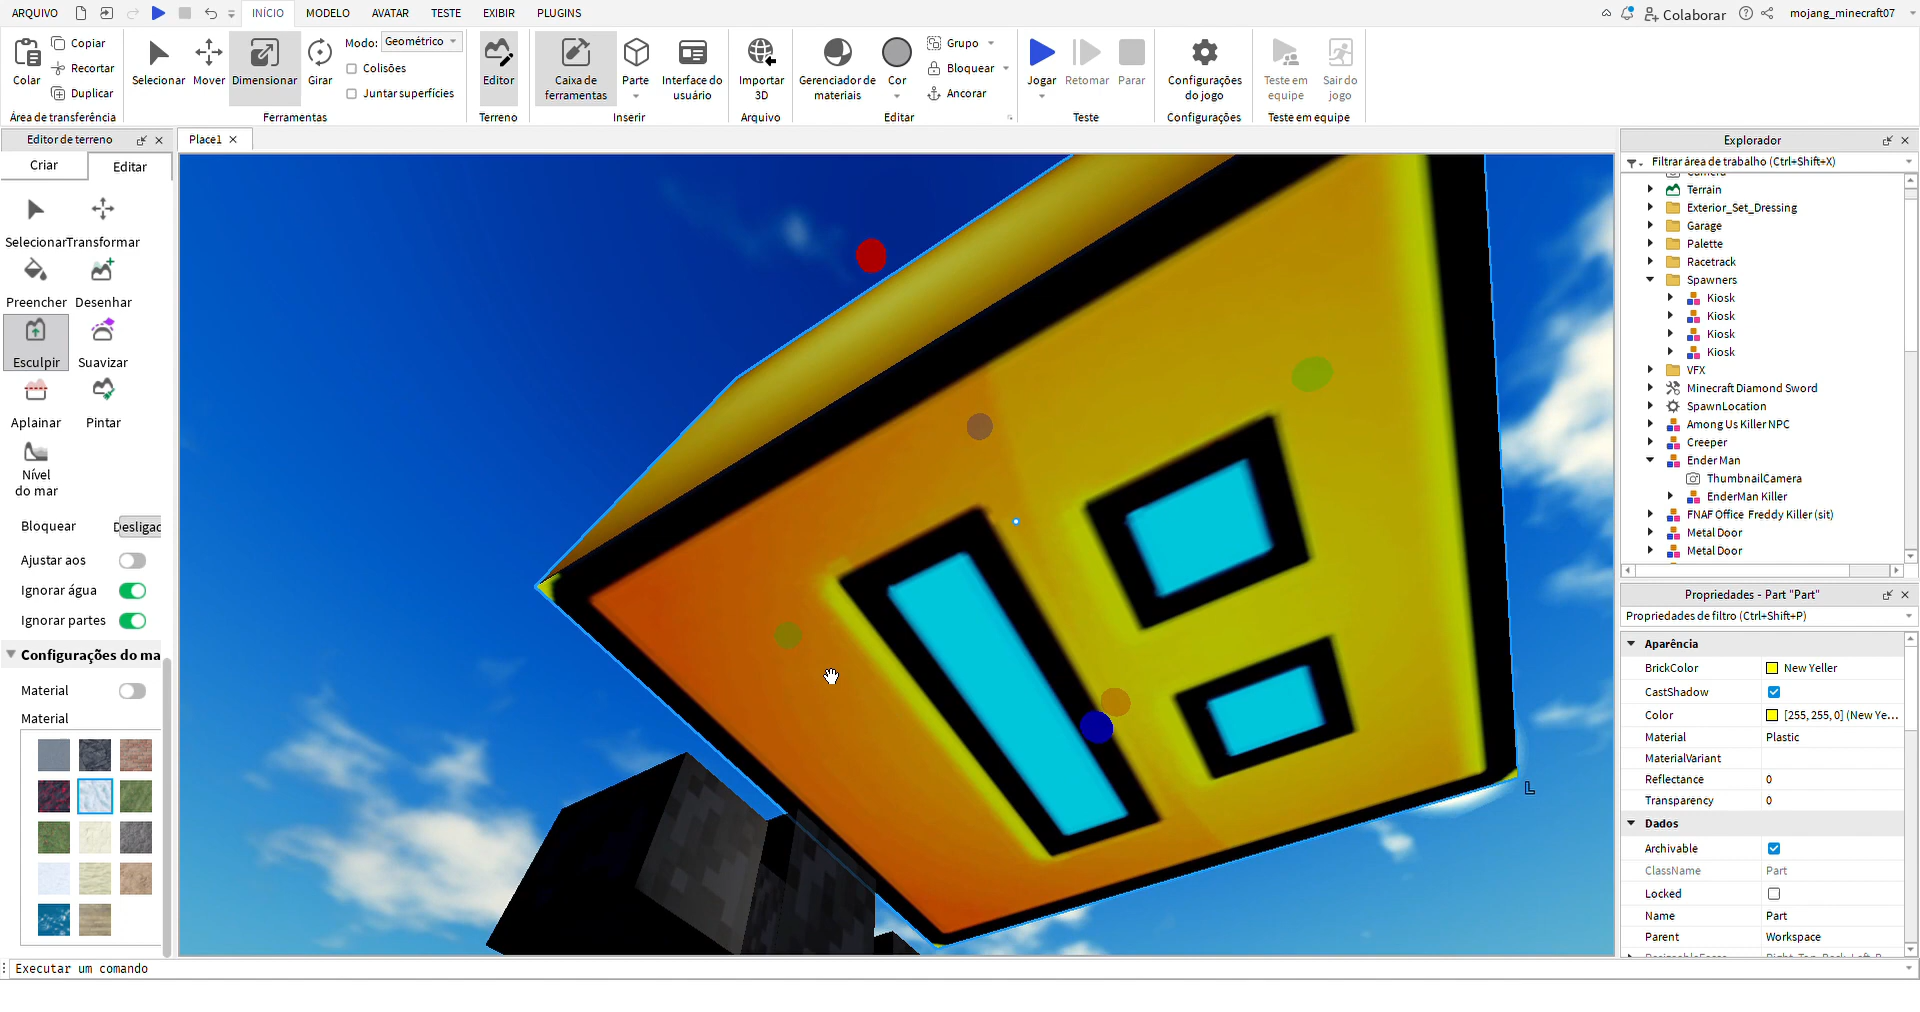 ARQUIVO
INÍCIO
MODELO
AVATAR
TESTE
EXIBIR
PLUGINS
Colaborar
mojang_minecraft07
Colar
Copiar
Recortar
Duplicar
Área de transferência
Selecionar
Mover
Dimensionar
Girar
Modo:
Geométrico
Colisões
Juntar superfícies
Ferramentas
Editor
Terreno
Caixa de
ferramentas
Parte
Interface do
usuário
Inserir
Importar
3D
Arquivo
Gerenciador de
materiais
Cor
Grupo
Bloquear
Ancorar
Editar
Jogar
Retomar
Parar
Teste
Configurações
do jogo
Configurações
Teste em
equipe
Sair do
jogo
Teste em equipe
Editor de terreno
Criar
Editar
Selecionar
Transformar
Preencher
Desenhar
Esculpir
Suavizar
Aplainar
Pintar
Nível
do mar
Bloquear
Desligac
Ajustar aos
Ignorar água
Ignorar partes
Configurações do ma
Material
Material
Place1
Explorador
Filtrar área de trabalho (Ctrl+Shift+X)
Camera
Terrain
Exterior_Set_Dressing
Garage
Palette
Racetrack
Spawners
Kiosk
Kiosk
Kiosk
Kiosk
VFX
Minecraft Diamond Sword
SpawnLocation
Among Us Killer NPC
Creeper
Ender Man
ThumbnailCamera
EnderMan Killer
FNAF Office Freddy Killer (sit)
Metal Door
Metal Door
Propriedades - Part "Part"
Propriedades de filtro (Ctrl+Shift+P)
Aparência
BrickColor New Yeller
CastShadow
Color [255, 255, 0] (New Ye...
Material Plastic
MaterialVariant
Reflectance 0
Transparency 0
Dados
Archivable
ClassName Part
Locked
Name Part
Parent Workspace
L
Executar um comando